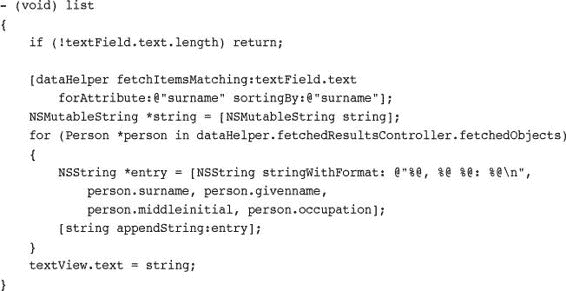 - (void) list
{
    if (!textField.text.length) return;

    [dataHelper fetchItemsMatching:textField.text
        forAttribute:@"surname" sortingBy:@"surname"];
    NSMutableString *string = [NSMutableString string];
    for (Person *person in dataHelper.fetchedResultsController.fetchedObjects)
    {
        NSString *entry = [NSString stringWithFormat: @"%@, %@ %@: %@\n",
            person.surname, person.givenname,
            person.middleinitial, person.occupation];
        [string appendString:entry];
    }
    textView.text = string;
}